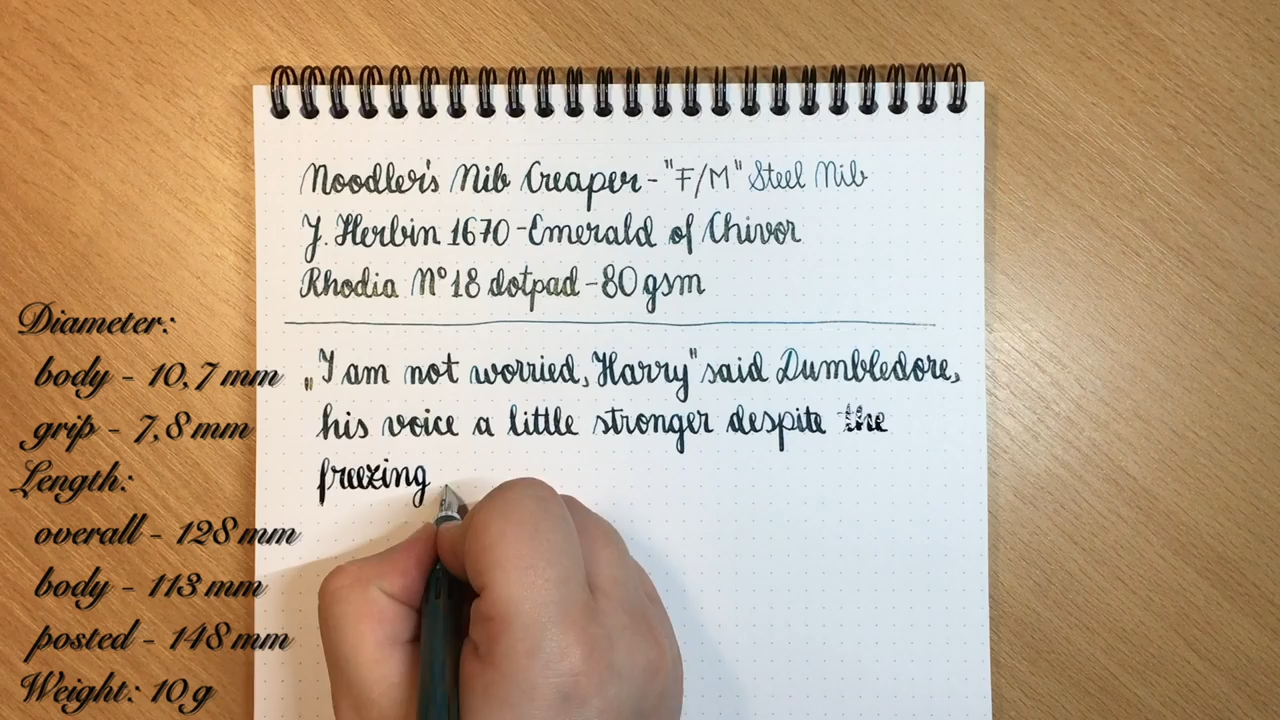 Noodler's Nib Creaper - "F/M" Steel Nib
J. Herbin 1670 - Emerald of Chivor
Rhodia N°18 dotpad - 80 gsm
„I am not worried, Harry" said Dumbledore,
his voice a little stronger despite the
freezing
Diameter:
body - 10,7 mm
grip - 7,8 mm
Length:
overall - 128 mm
body - 113 mm
posted - 148 mm
Weight: 10 g